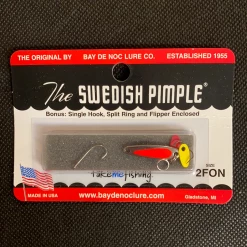 THE ORIGINAL BY BAY DE NOC LURE CO. ESTABLISHED 1955
The SWEDISH PIMPLE®
Bonus: Single Hook, Split Ring and Flipper Enclosed
takemefishing
SIZE
2FON
MADE IN USA www.baydenoclure.com Gladstone, MI